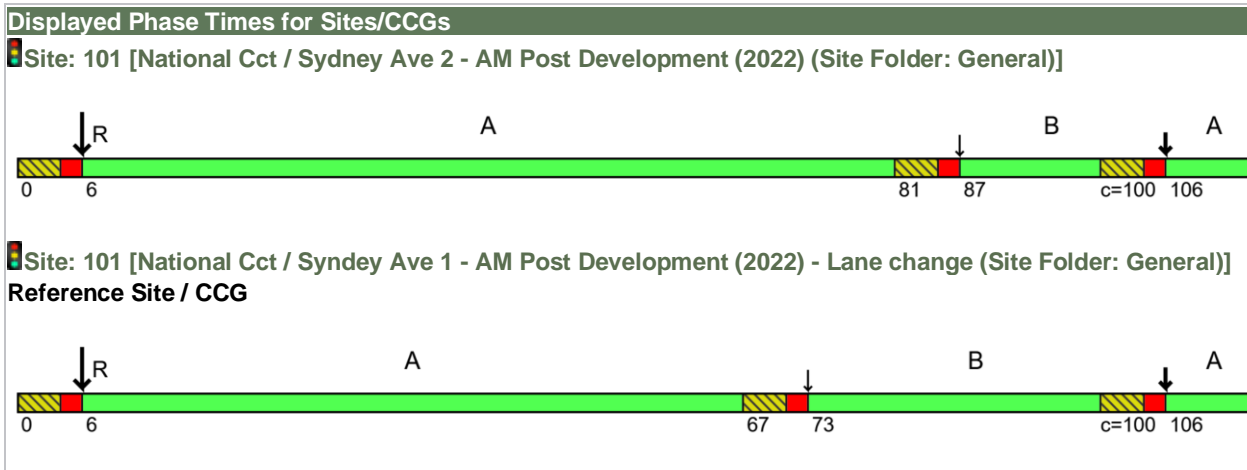 Displayed Phase Times for Sites/CCGs
Site: 101 [National Cct / Sydney Ave 2 - AM Post Development (2022) (Site Folder: General)]
R A B A
0 6 81 87 c=100 106
Site: 101 [National Cct / Syndey Ave 1 - AM Post Development (2022) - Lane change (Site Folder: General)]
Reference Site / CCG
R A B A
0 6 67 73 c=100 106